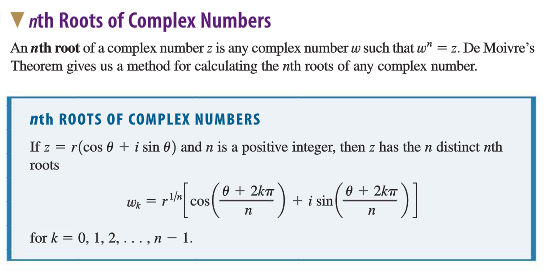 ▼ nth Roots of Complex Numbers
An nth root of a complex number z is any complex number w such that wⁿ = z. De Moivre's
Theorem gives us a method for calculating the nth roots of any complex number.
nth ROOTS OF COMPLEX NUMBERS
If z = r(cos θ + i sin θ) and n is a positive integer, then z has the n distinct nth
roots
wₖ = r^{1/n}[cos((θ + 2kπ)/n) + i sin((θ + 2kπ)/n)]
for k = 0, 1, 2, . . . , n − 1.